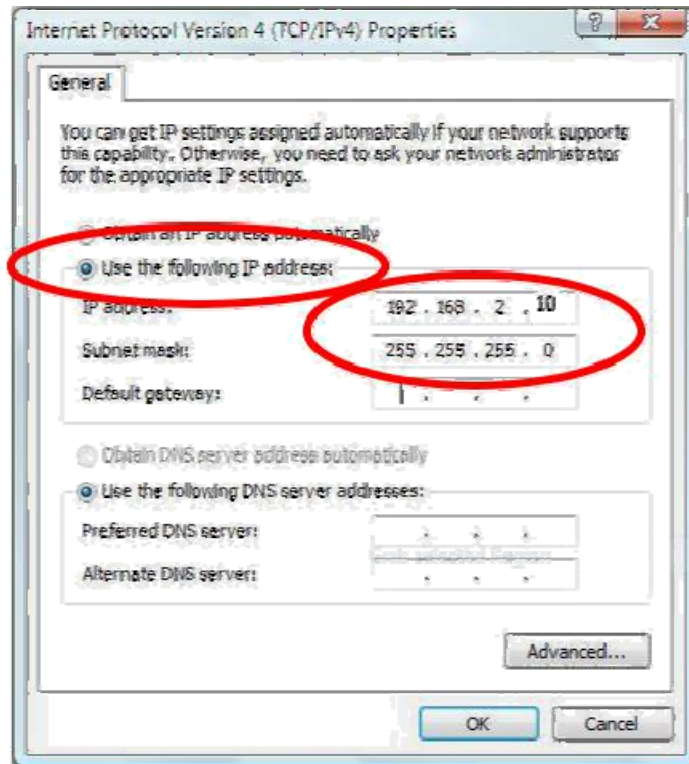 Internet Protocol Version 4 (TCP/IPv4) Properties
General
You can get IP settings assigned automatically if your network supports
this capability. Otherwise, you need to ask your network administrator
for the appropriate IP settings.
Obtain an IP address automatically
Use the following IP address:
IP address: 192 . 168 . 2 . 10
Subnet mask: 255 . 255 . 255 . 0
Default gateway: . . .
Obtain DNS server address automatically
Use the following DNS server addresses:
Preferred DNS server: . . .
Alternate DNS server: . . .
Advanced...
OK Cancel